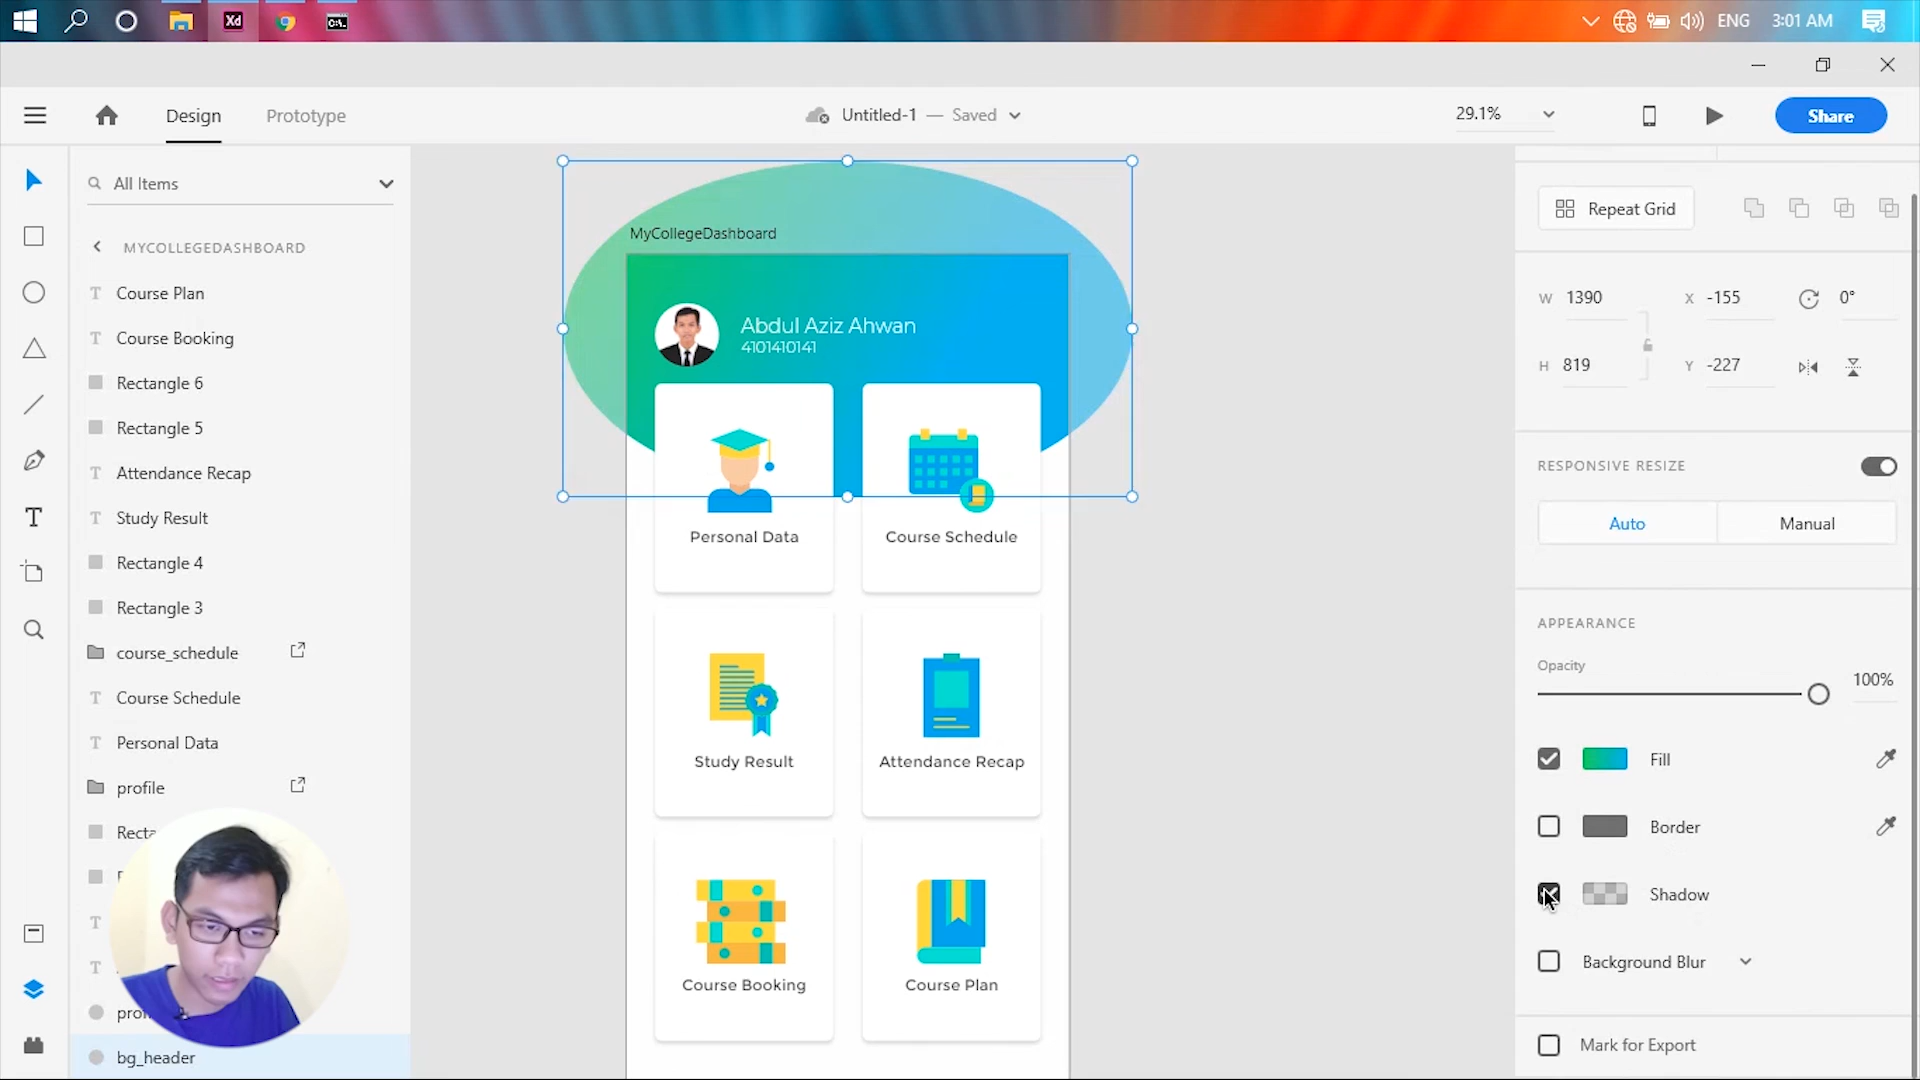 Xd
C:\.
ENG
3:01 AM
Design
Prototype
Untitled-1 — Saved
29.1%
Share
All Items
MYCOLLEGEDASHBOARD
T Course Plan
T Course Booking
Rectangle 6
Rectangle 5
T Attendance Recap
T Study Result
Rectangle 4
Rectangle 3
course_schedule
T Course Schedule
T Personal Data
profile
T
T
bg_header
T
MyCollegeDashboard
Abdul Aziz Ahwan
4101410141
Personal Data
Course Schedule
Study Result
Attendance Recap
Course Booking
Course Plan
Repeat Grid
W 1390
X -155
0°
H 819
Y -227
RESPONSIVE RESIZE
Auto
Manual
APPEARANCE
Opacity
100%
Fill
Border
Shadow
Background Blur
Mark for Export